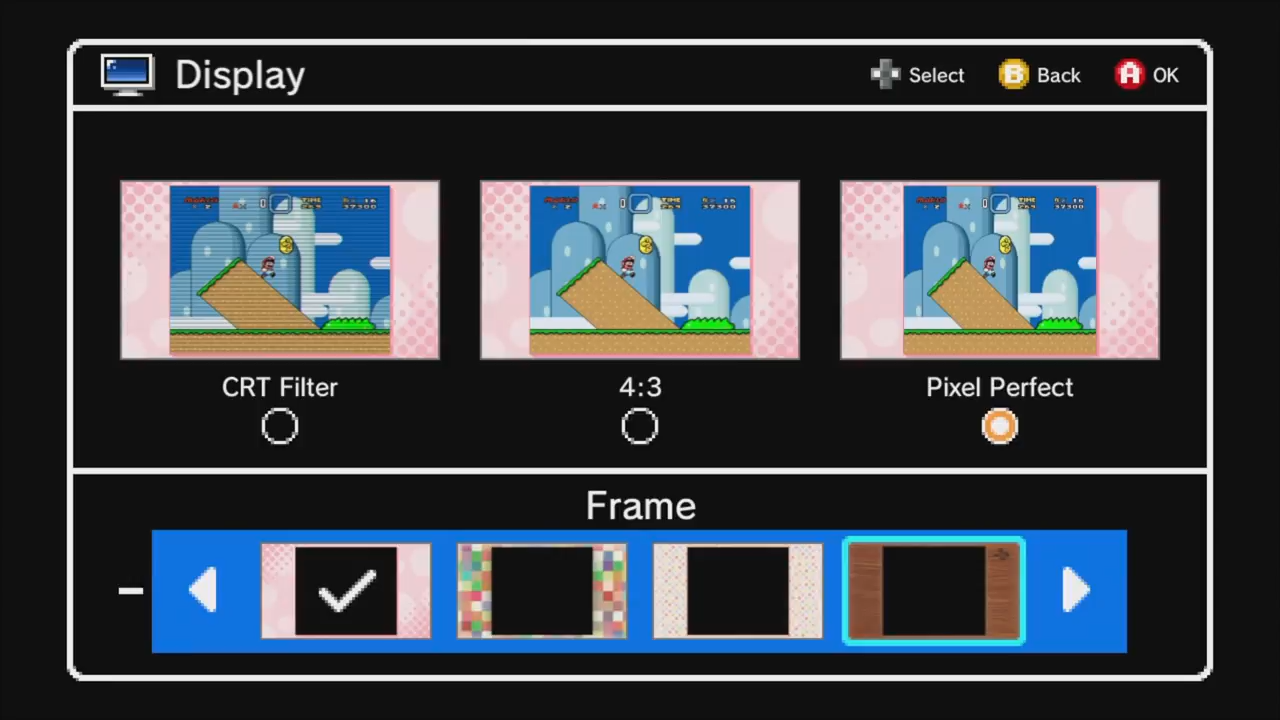 Display
Select
B Back
A OK
CRT Filter
4:3
Pixel Perfect
Frame